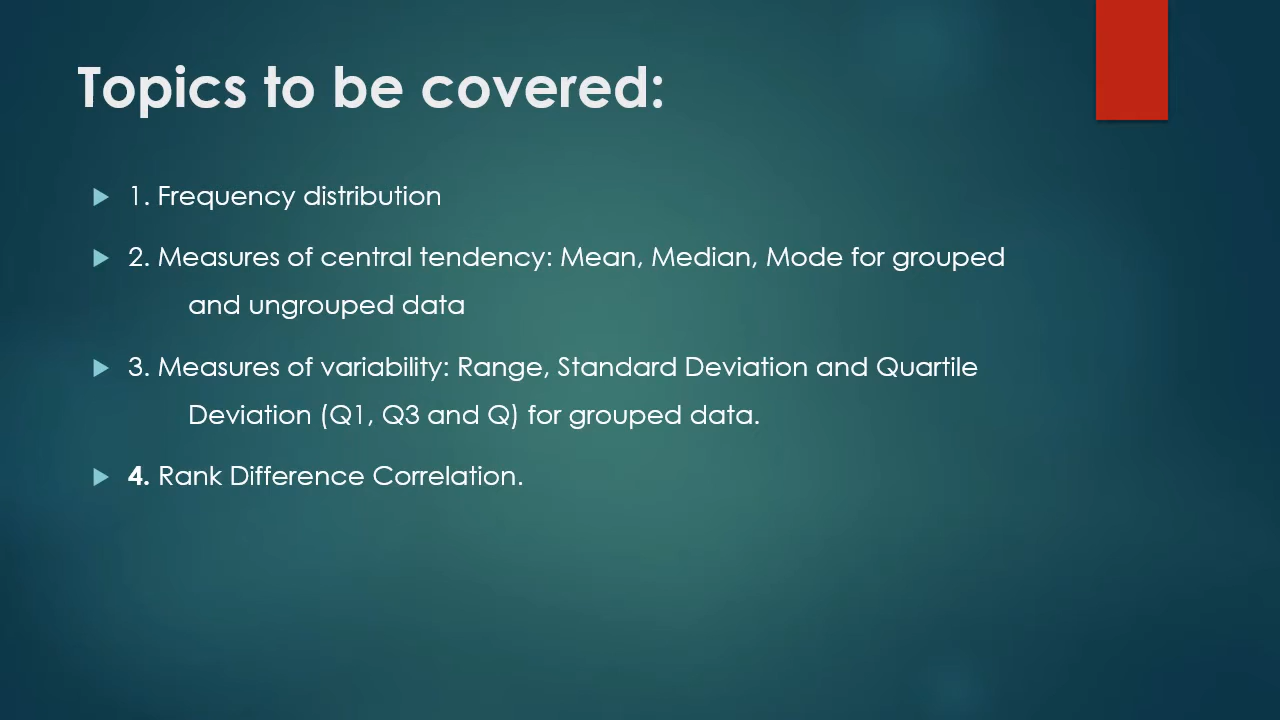 Topics to be covered:
1. Frequency distribution
2. Measures of central tendency: Mean, Median, Mode for grouped
and ungrouped data
3. Measures of variability: Range, Standard Deviation and Quartile
Deviation (Q1, Q3 and Q) for grouped data.
4. Rank Difference Correlation.